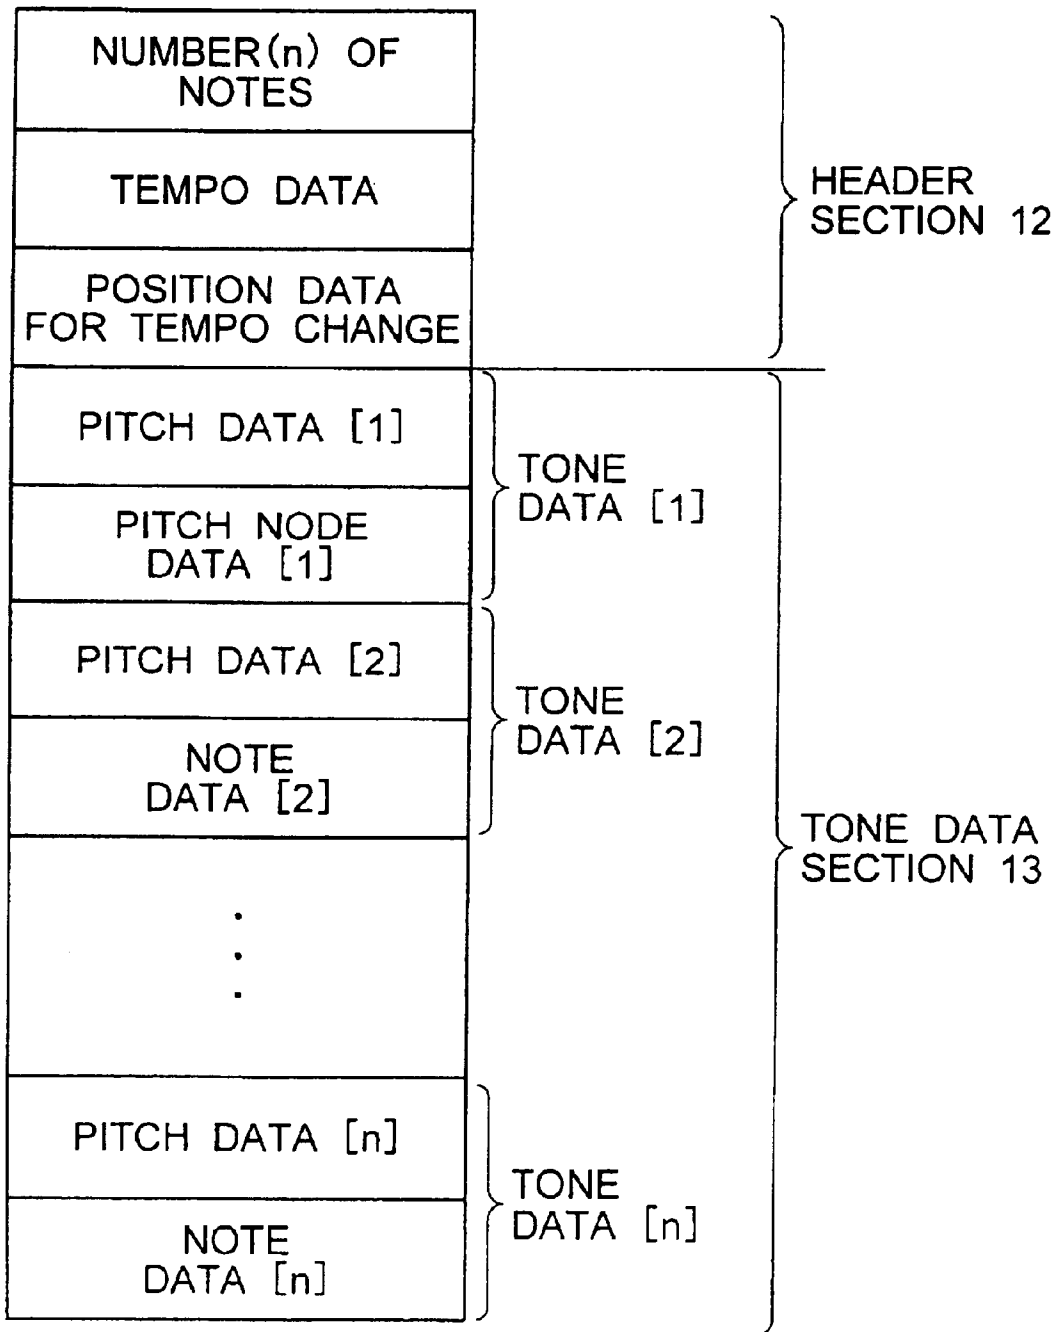 NUMBER(n) OF
NOTES
TEMPO DATA
POSITION DATA
FOR TEMPO CHANGE
HEADER
SECTION 12
PITCH DATA [1]
PITCH NODE
DATA [1]
TONE
DATA [1]
PITCH DATA [2]
NOTE
DATA [2]
TONE
DATA [2]
TONE DATA
SECTION 13
PITCH DATA [n]
NOTE
DATA [n]
TONE
DATA [n]